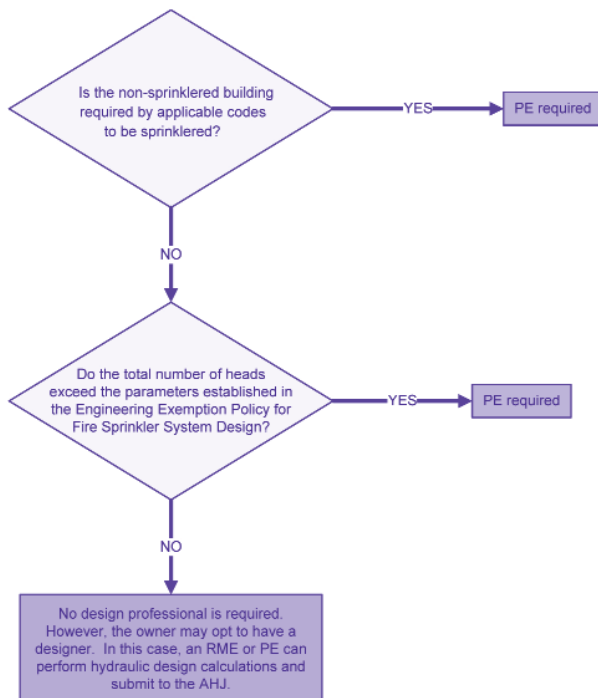 Is the non-sprinklered building
required by applicable codes
to be sprinklered?
YES
PE required
NO
Do the total number of heads
exceed the parameters established in
the Engineering Exemption Policy for
Fire Sprinkler System Design?
YES
PE required
NO
No design professional is required.
However, the owner may opt to have a
designer.  In this case, an RME or PE can
perform hydraulic design calculations and
submit to the AHJ.